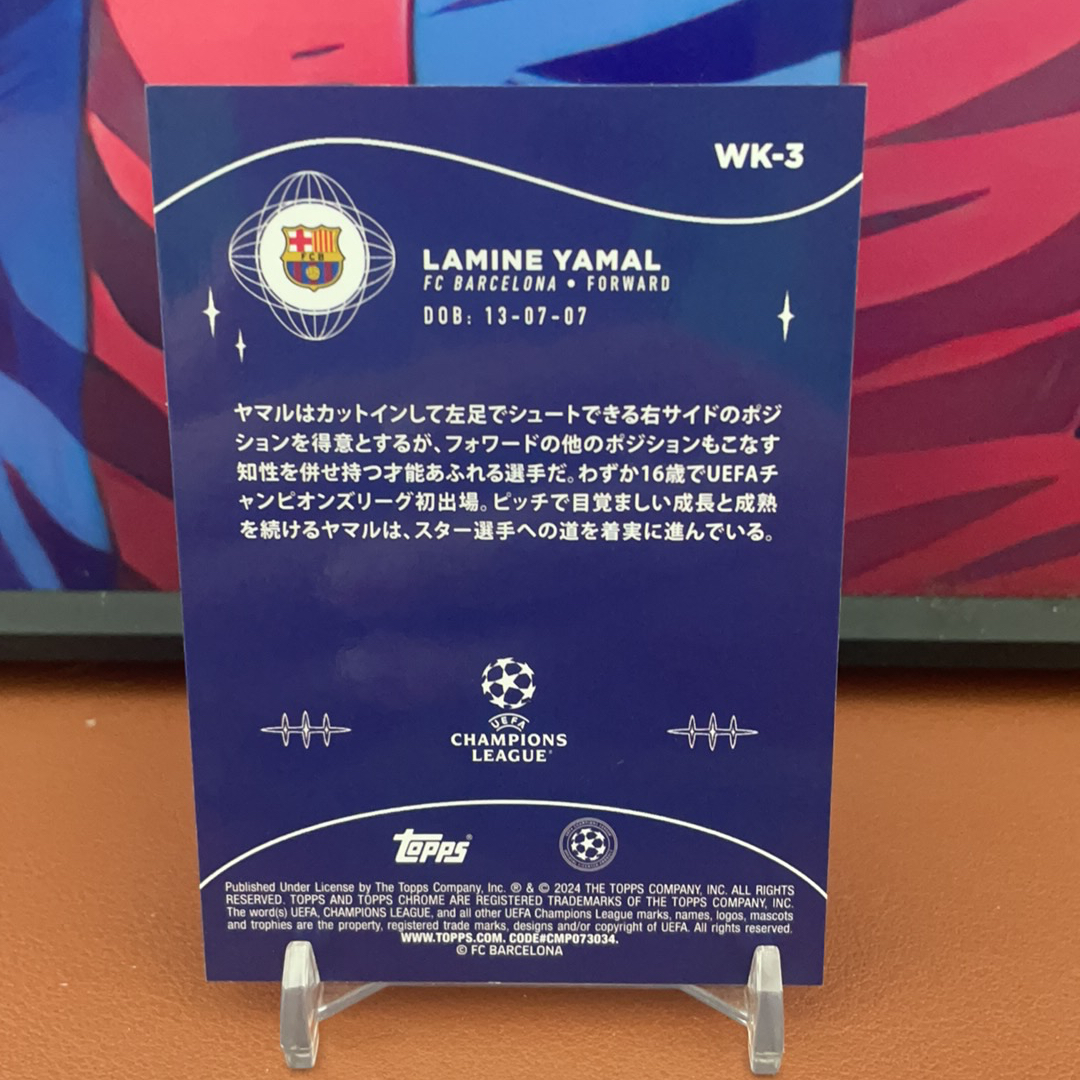 WK-3
FCB
LAMINE YAMAL
FC BARCELONA • FORWARD
DOB: 13-07-07
ヤマルはカットインして左足でシュートできる右サイドのポジ
ションを得意とするが、フォワードの他のポジションもこなす
知性を併せ持つ才能あふれる選手だ。わずか16歳でUEFAチ
ャンピオンズリーグ初出場。ピッチで目覚ましい成長と成熟
を続けるヤマルは、スター選手への道を着実に進んでいる。
UEFA
CHAMPIONS
LEAGUE®
topps®
Published Under License by The Topps Company, Inc. ® & © 2024 THE TOPPS COMPANY, INC. ALL RIGHTS
RESERVED. TOPPS AND TOPPS CHROME ARE REGISTERED TRADEMARKS OF THE TOPPS COMPANY, INC.
The word(s) UEFA, CHAMPIONS LEAGUE, and all other UEFA Champions League marks, names, logos, mascots
and trophies are the property, registered trade marks, designs and/or copyright of UEFA. All rights reserved.
WWW.TOPPS.COM. CODE#CMP073034.
© FC BARCELONA